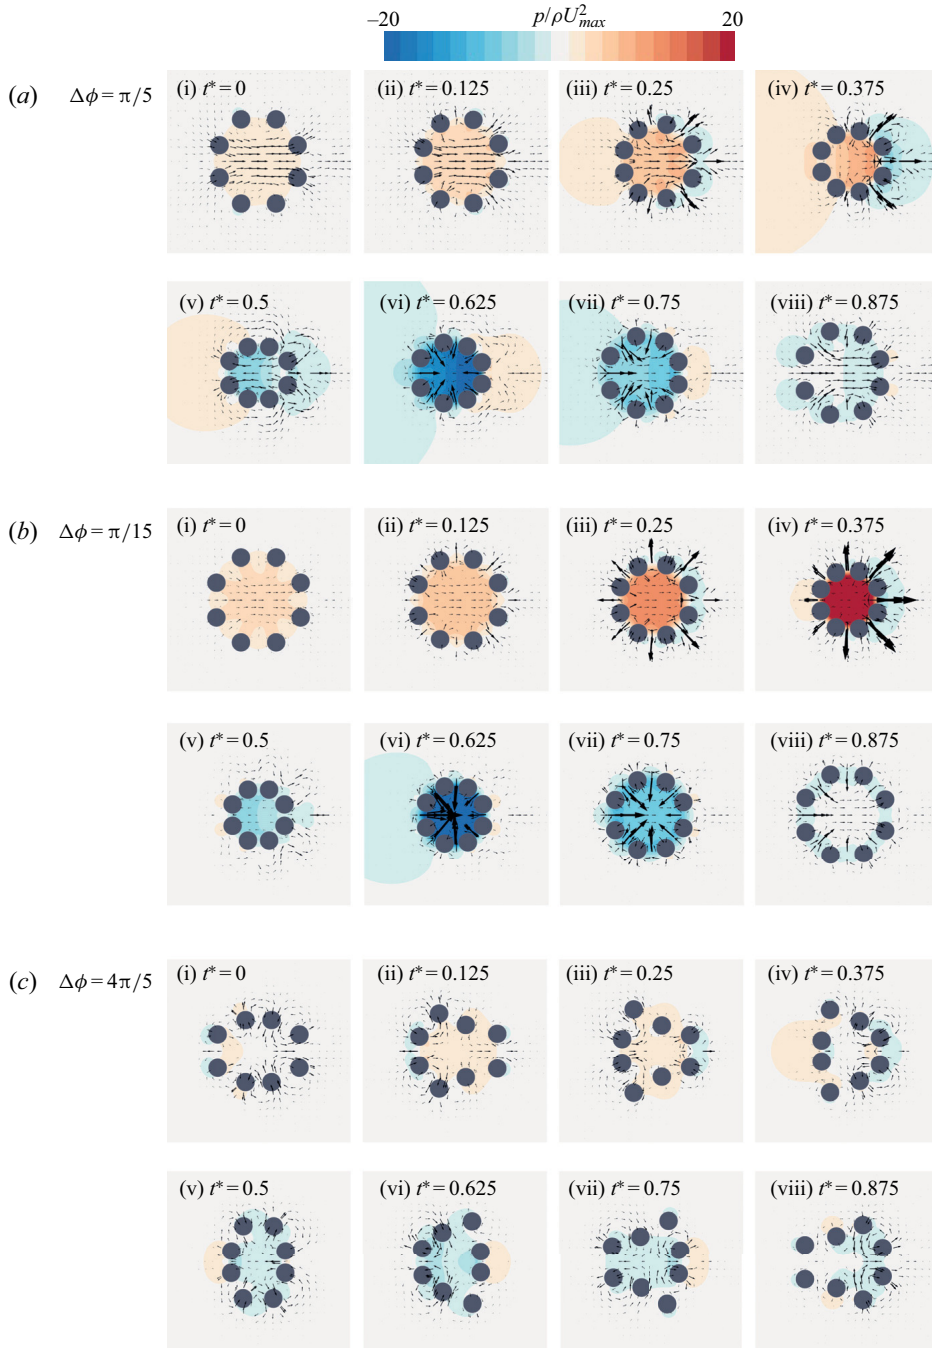 p/ρU²max
−20 20
(a) Δϕ = π/5
(i) t* = 0 (ii) t* = 0.125 (iii) t* = 0.25 (iv) t* = 0.375
(v) t* = 0.5 (vi) t* = 0.625 (vii) t* = 0.75 (viii) t* = 0.875
(b) Δϕ = π/15
(i) t* = 0 (ii) t* = 0.125 (iii) t* = 0.25 (iv) t* = 0.375
(v) t* = 0.5 (vi) t* = 0.625 (vii) t* = 0.75 (viii) t* = 0.875
(c) Δϕ = 4π/5
(i) t* = 0 (ii) t* = 0.125 (iii) t* = 0.25 (iv) t* = 0.375
(v) t* = 0.5 (vi) t* = 0.625 (vii) t* = 0.75 (viii) t* = 0.875